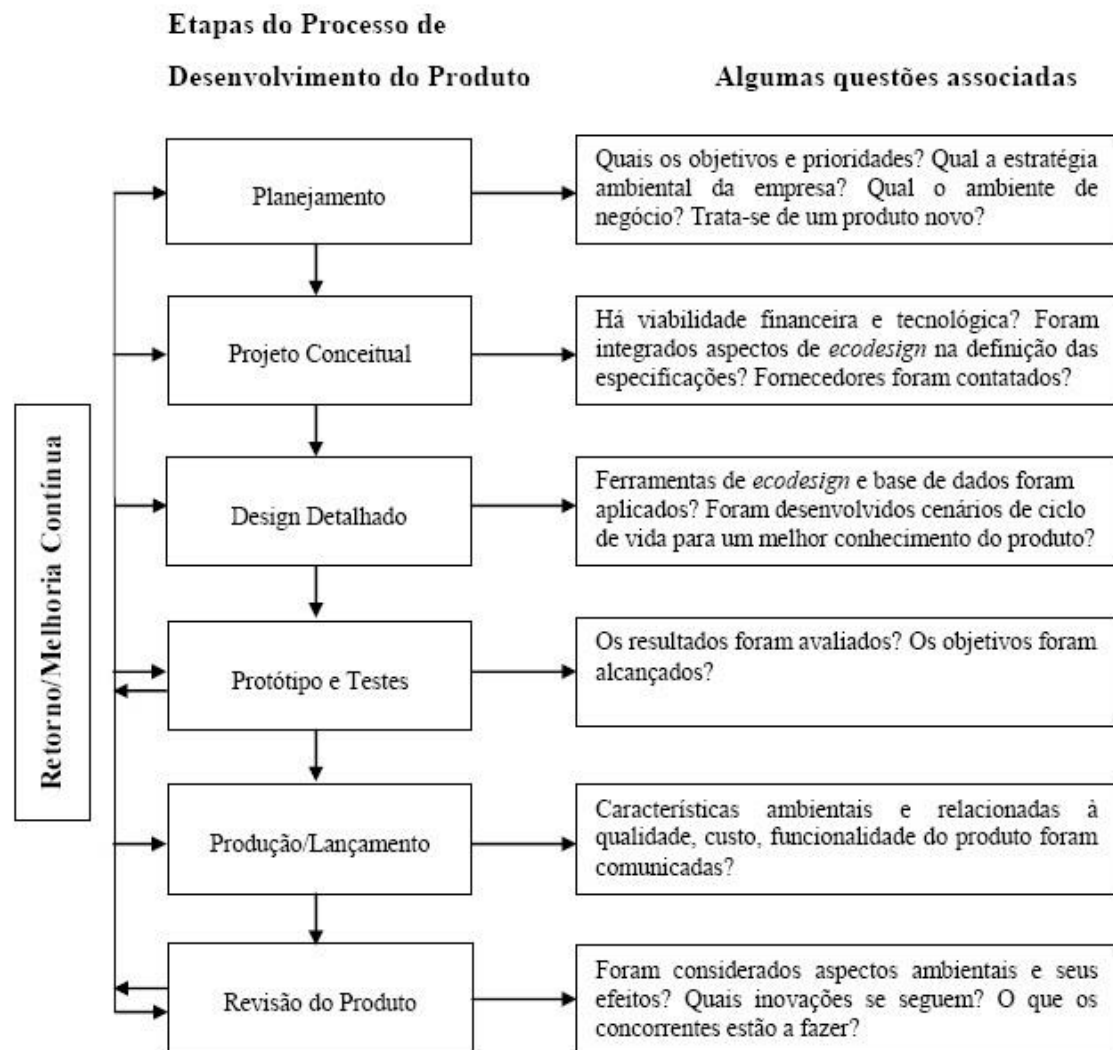 Etapas do Processo de
Desenvolvimento do Produto
Algumas questões associadas
Planejamento
Quais os objetivos e prioridades? Qual a estratégia
ambiental da empresa? Qual o ambiente de
negócio? Trata-se de um produto novo?
Projeto Conceitual
Há viabilidade financeira e tecnológica? Foram
integrados aspectos de ecodesign na definição das
especificações? Fornecedores foram contatados?
Retorno/Melhoria Contínua
Design Detalhado
Ferramentas de ecodesign e base de dados foram
aplicados? Foram desenvolvidos cenários de ciclo
de vida para um melhor conhecimento do produto?
Protótipo e Testes
Os resultados foram avaliados? Os objetivos foram
alcançados?
Produção/Lançamento
Características ambientais e relacionadas à
qualidade, custo, funcionalidade do produto foram
comunicadas?
Revisão do Produto
Foram considerados aspectos ambientais e seus
efeitos? Quais inovações se seguem? O que os
concorrentes estão a fazer?